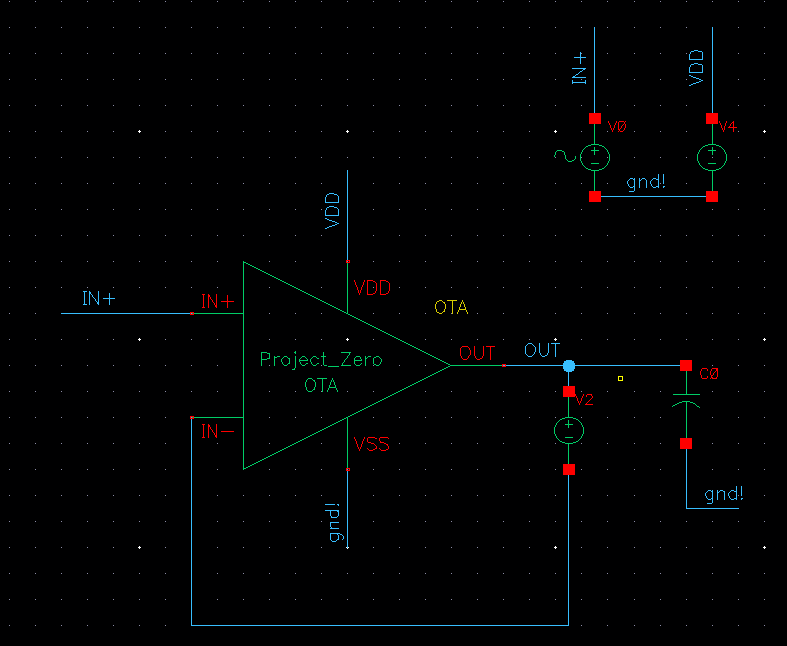 IN+
VDD
V0
V4
gnd!
VDD
VDD
OTA
IN+
IN+
OUT
OUT
C0
Project_Zero
OTA
V2
IN-
VSS
gnd!
gnd!